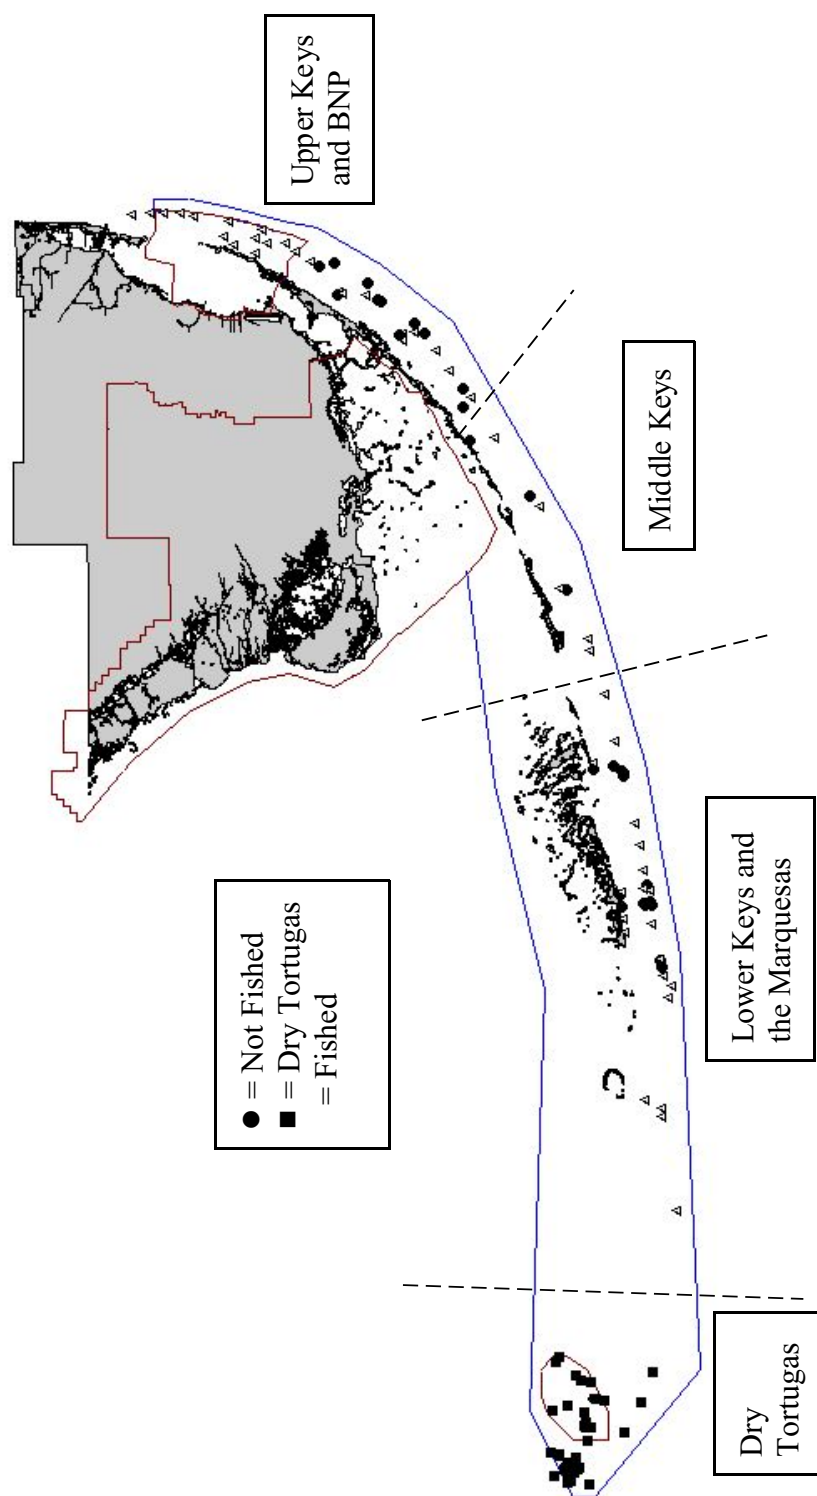 Upper Keys
and BNP
Middle Keys
● = Not Fished
■ = Dry Tortugas
= Fished
Lower Keys and
the Marquesas
Dry
Tortugas